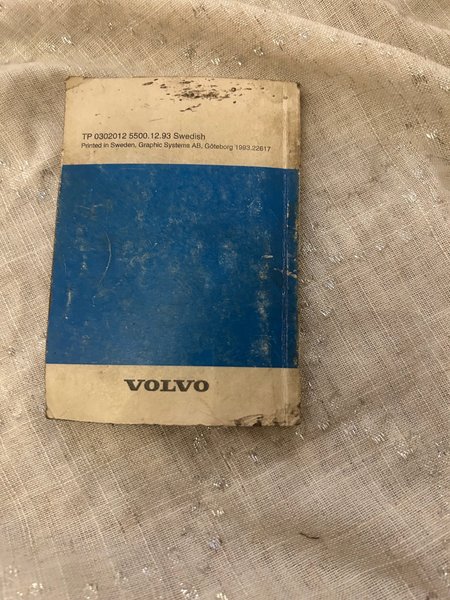 TP 0302012 5500.12.93 Swedish
Printed in Sweden, Graphic Systems AB, Göteborg 1993.22617
VOLVO